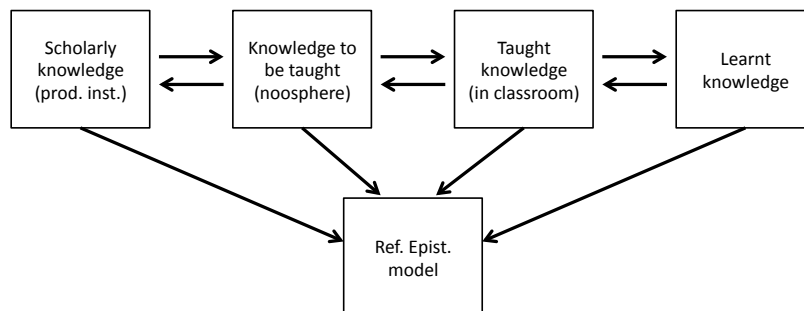 Scholarly
knowledge
(prod. inst.)
Knowledge to
be taught
(noosphere)
Taught
knowledge
(in classroom)
Learnt
knowledge
Ref. Epist.
model